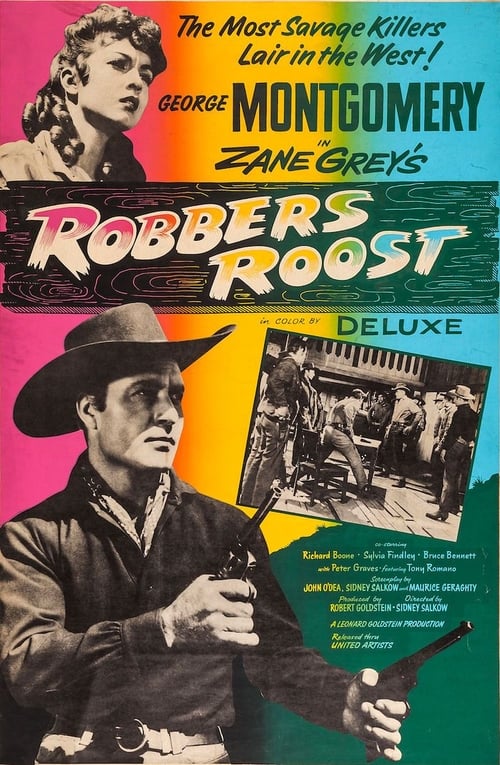 The Most Savage Killers
Lair in the West!
GEORGE MONTGOMERY
IN
ZANE GREY'S
ROBBERS
ROOST
in COLOR BY DELUXE
co-starring
Richard Boone · Sylvia Findley · Bruce Bennett
with Peter Graves · featuring Tony Romano
Screenplay by
JOHN O'DEA, SIDNEY SALKOW and MAURICE GERAGHTY
Produced by Directed by
ROBERT GOLDSTEIN · SIDNEY SALKOW
A LEONARD GOLDSTEIN PRODUCTION
Released thru
UNITED ARTISTS